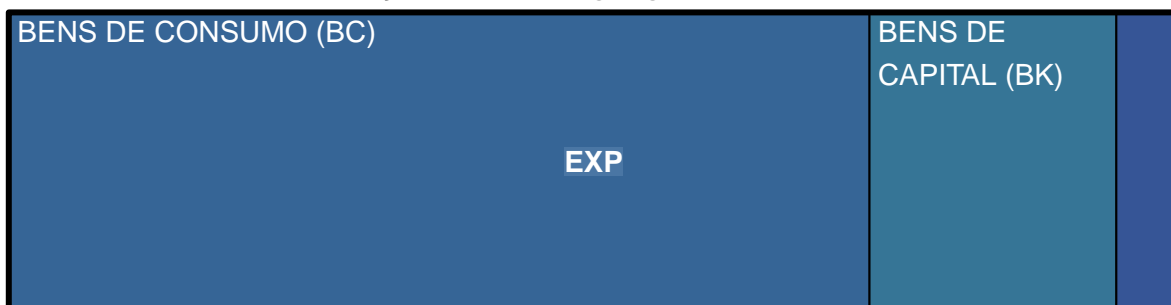 BENS DE CONSUMO (BC)
BENS DE
CAPITAL (BK)
EXP